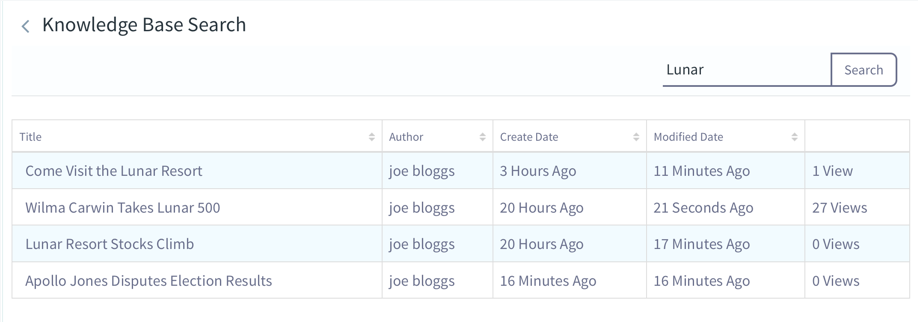 Knowledge Base Search
Lunar Search
Title Author Create Date Modified Date
Come Visit the Lunar Resort joe bloggs 3 Hours Ago 11 Minutes Ago 1 View
Wilma Carwin Takes Lunar 500 joe bloggs 20 Hours Ago 21 Seconds Ago 27 Views
Lunar Resort Stocks Climb joe bloggs 20 Hours Ago 17 Minutes Ago 0 Views
Apollo Jones Disputes Election Results joe bloggs 16 Minutes Ago 16 Minutes Ago 0 Views